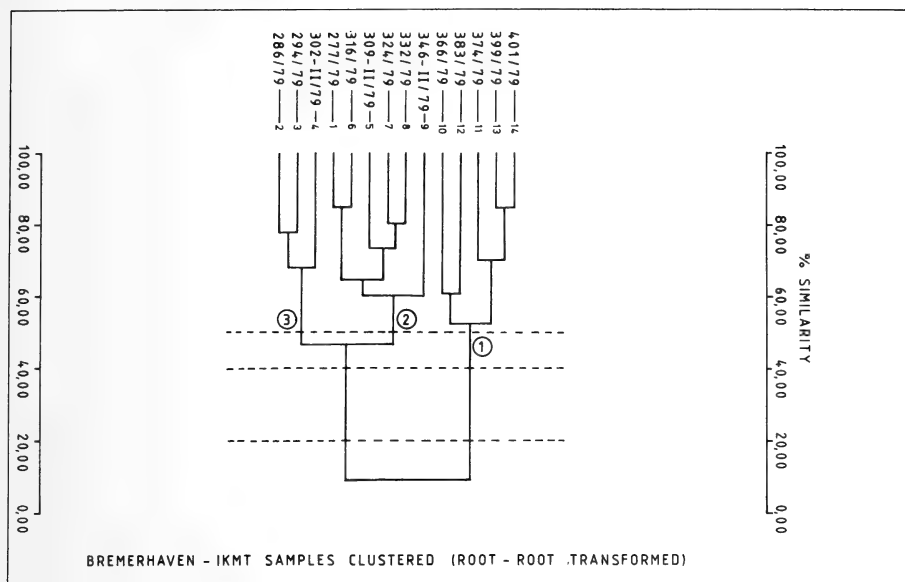 286/79 — 2
294/79 — 3
302-II/79 - 4
277/79 — 1
316/79 — 6
309-II/79 - 5
324/79 — 7
332/79 — 8
346-II/79 - 9
366/79 — 10
383/79 — 12
374/79 — 11
399/79 — 13
401/79 — 14
100,00
80,00
60,00
40,00
20,00
0,00
100,00
80,00
60,00
40,00
20,00
0,00
% SIMILARITY
3
2
1
BREMERHAVEN - IKMT SAMPLES CLUSTERED (ROOT - ROOT TRANSFORMED)